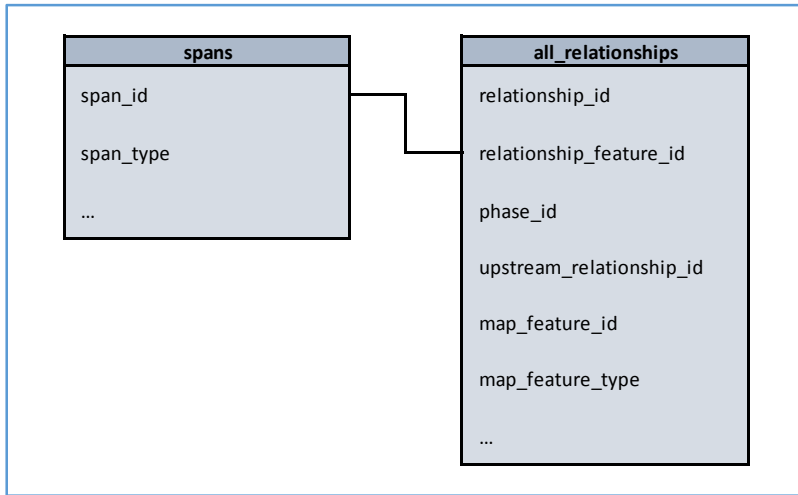 spans
span_id
span_type
...
all_relationships
relationship_id
relationship_feature_id
phase_id
upstream_relationship_id
map_feature_id
map_feature_type
...